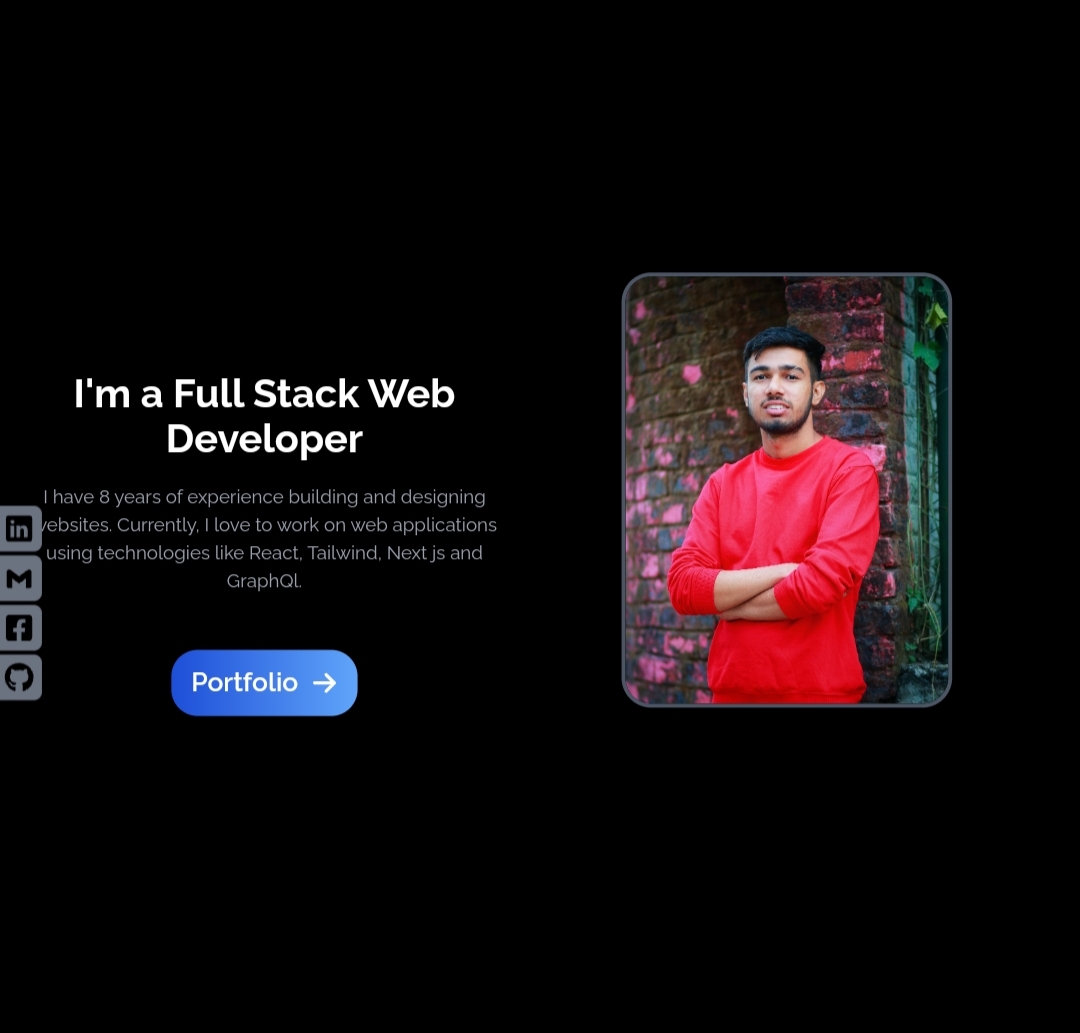 I'm a Full Stack Web
Developer
I have 8 years of experience building and designing
websites. Currently, I love to work on web applications
using technologies like React, Tailwind, Next js and
GraphQl.
in
Portfolio